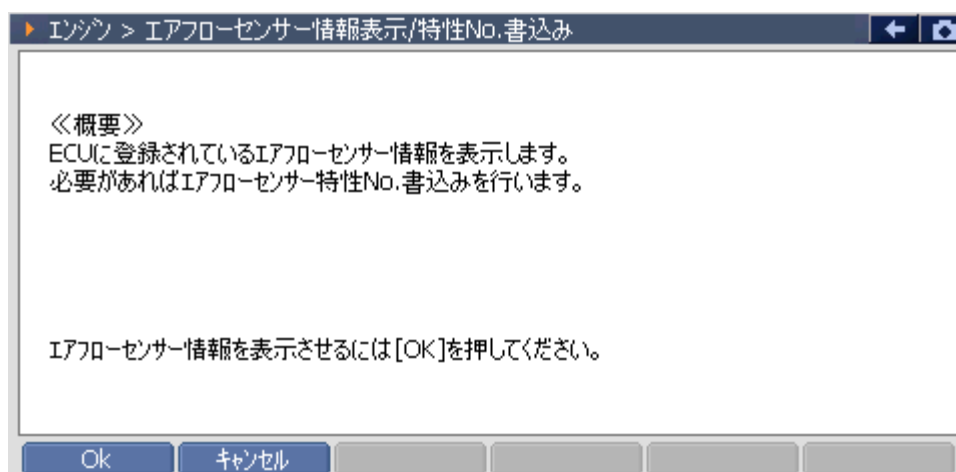 エンジン > エアフローセンサー情報表示/特性No.書込み
≪概要≫
ECUに登録されているエアフローセンサー情報を表示します。
必要があればエアフローセンサー特性No.書込みを行います。
エアフローセンサー情報を表示させるには[OK]を押してください。
Ok キャンセル